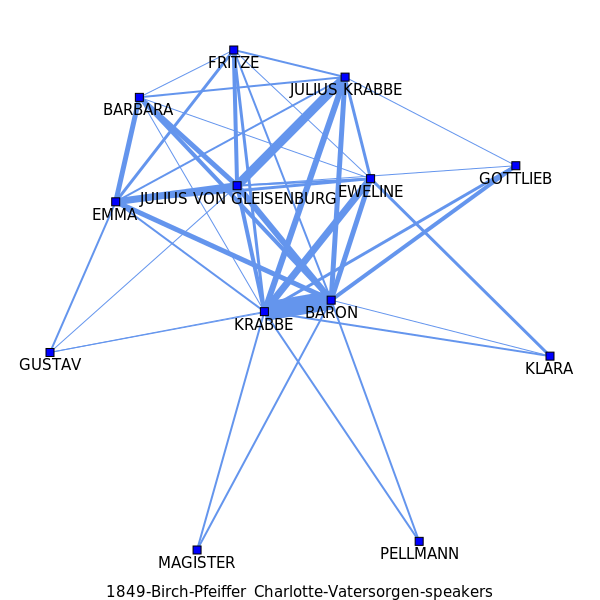 FRITZE
JULIUS KRABBE
BARBARA
GOTTLIEB
EWELINE
JULIUS VON GLEISENBURG
EMMA
BARON
KRABBE
GUSTAV
KLARA
PELLMANN
MAGISTER
1849-Birch-Pfeiffer_Charlotte-Vatersorgen-speakers